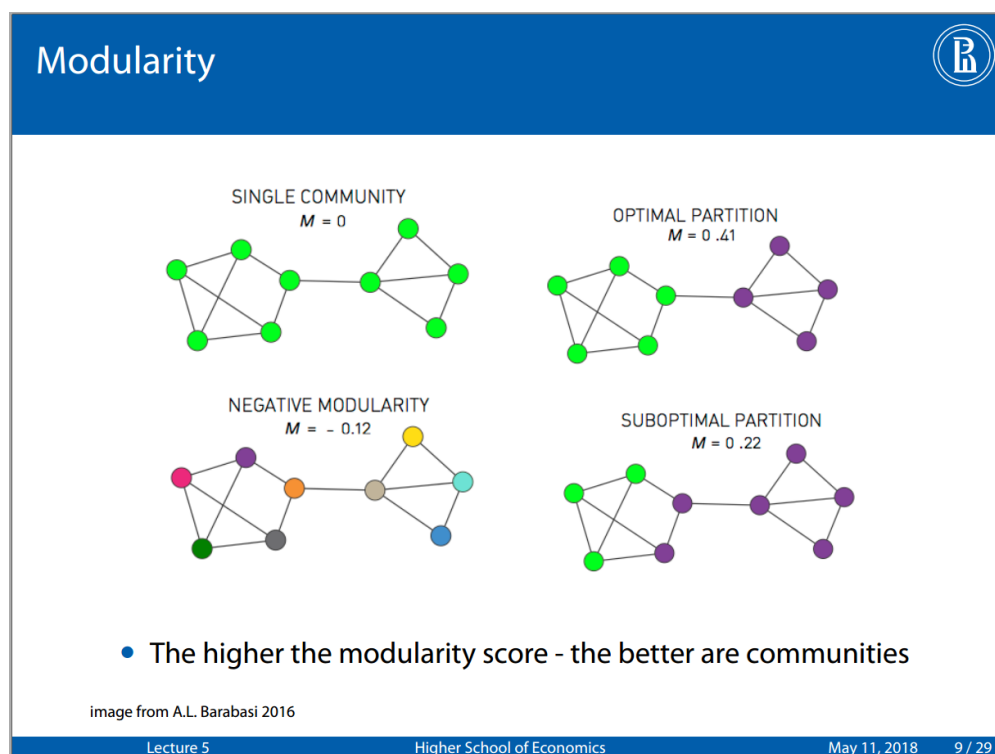 Modularity
SINGLE COMMUNITY
M = 0
OPTIMAL PARTITION
M = 0 .41
NEGATIVE MODULARITY
M = - 0.12
SUBOPTIMAL PARTITION
M = 0 .22
• The higher the modularity score - the better are communities
image from A.L. Barabasi 2016
Lecture 5 Higher School of Economics May 11, 2018 9 / 29